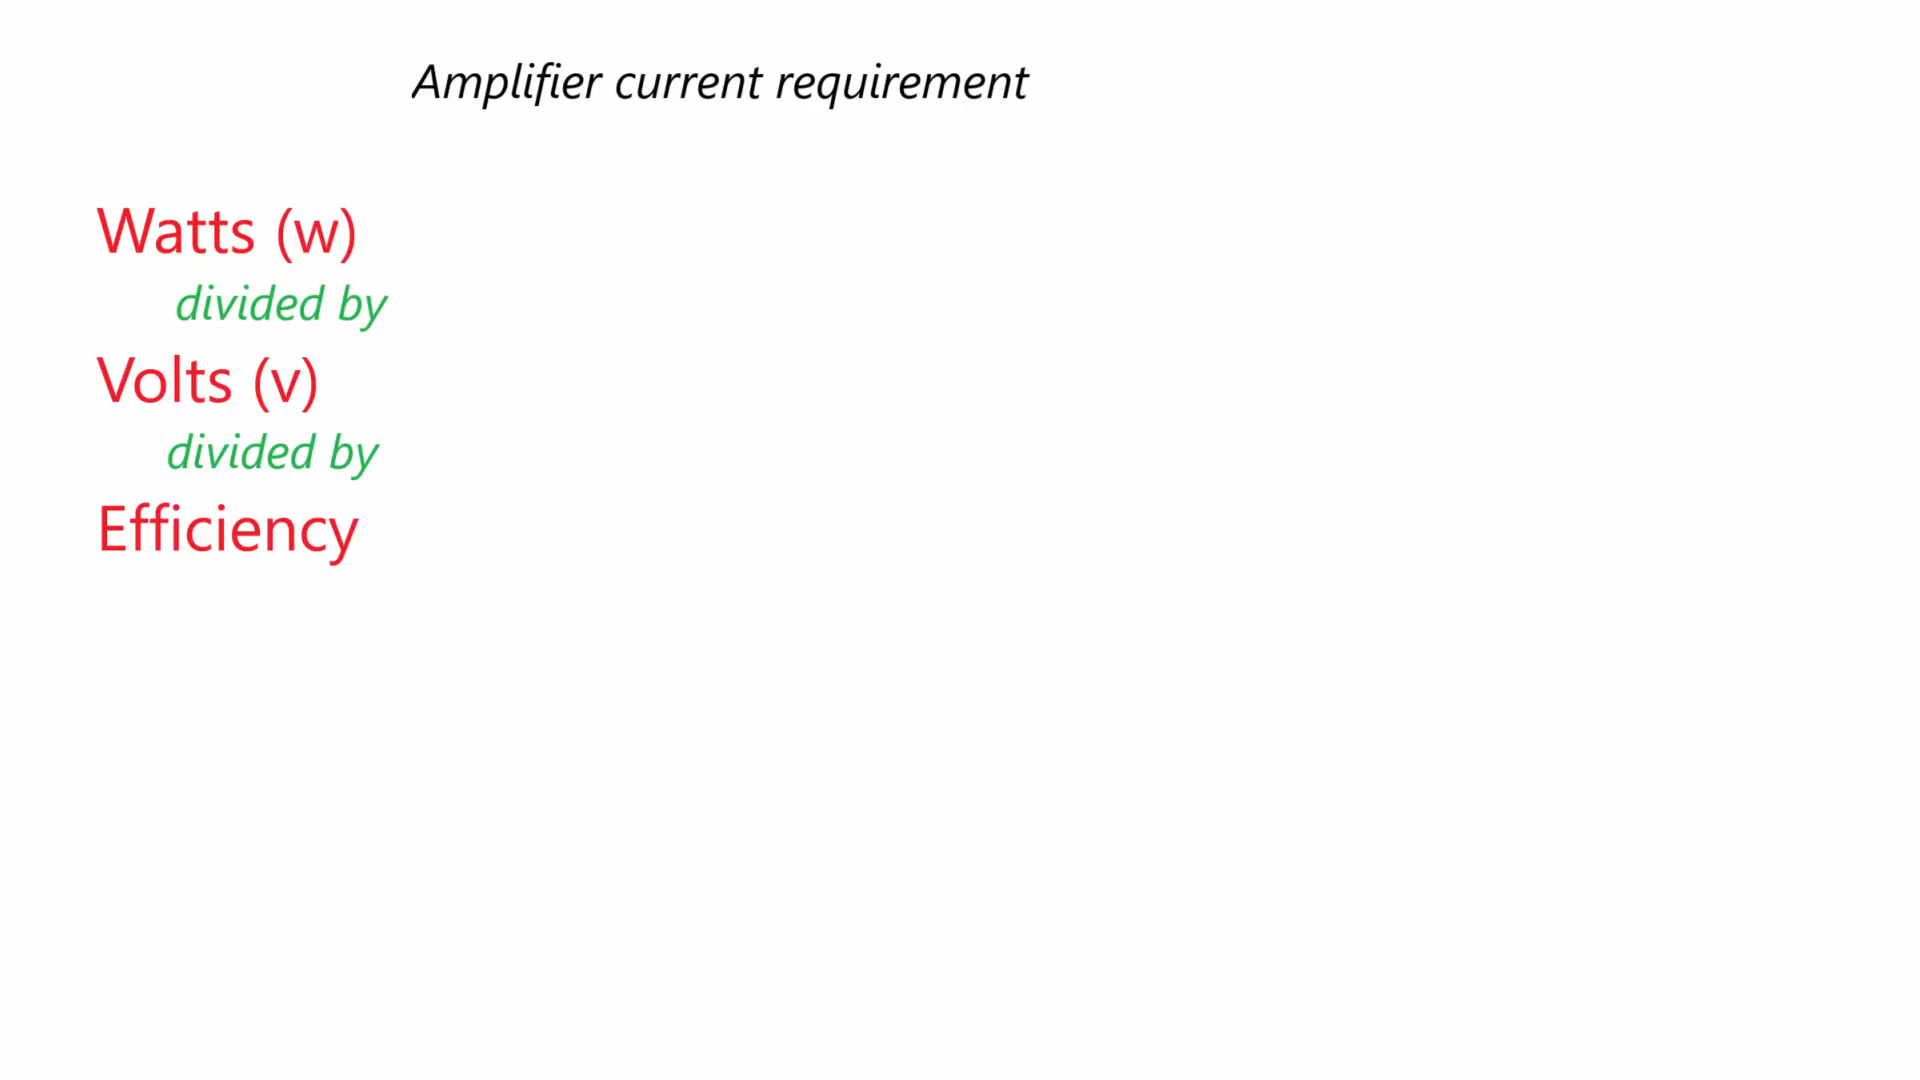 Amplifier current requirement
Watts (w)
divided by
Volts (v)
divided by
Efficiency